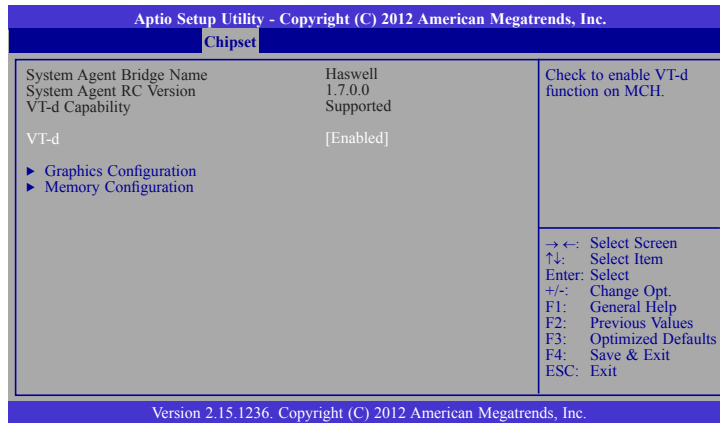 Aptio Setup Utility - Copyright (C) 2012 American Megatrends, Inc.
Chipset
System Agent Bridge Name Haswell
System Agent RC Version 1.7.0.0
VT-d Capability Supported
VT-d [Enabled]
► Graphics Configuration
► Memory Configuration
Check to enable VT-d
function on MCH.
→ ←: Select Screen
↑↓: Select Item
Enter: Select
+/-: Change Opt.
F1: General Help
F2: Previous Values
F3: Optimized Defaults
F4: Save & Exit
ESC: Exit
Version 2.15.1236. Copyright (C) 2012 American Megatrends, Inc.